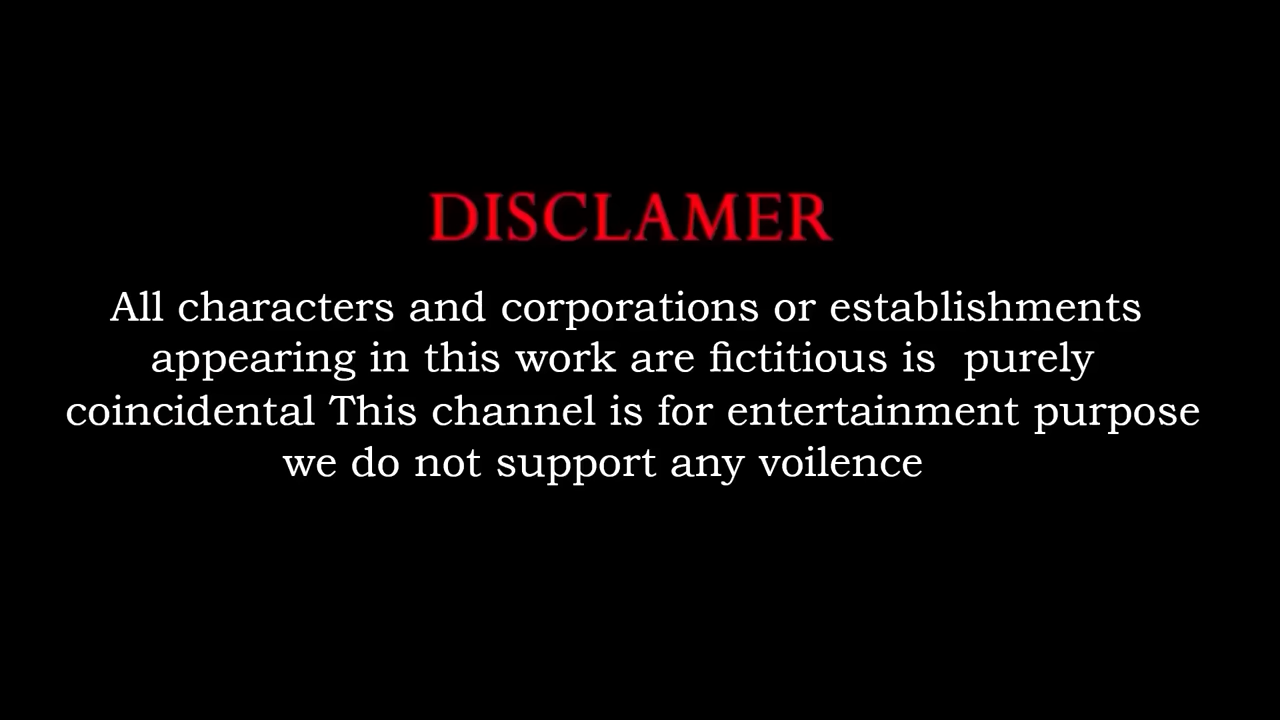 DISCLAMER
All characters and corporations or establishments
appearing in this work are fictitious is  purely
coincidental This channel is for entertainment purpose
we do not support any voilence